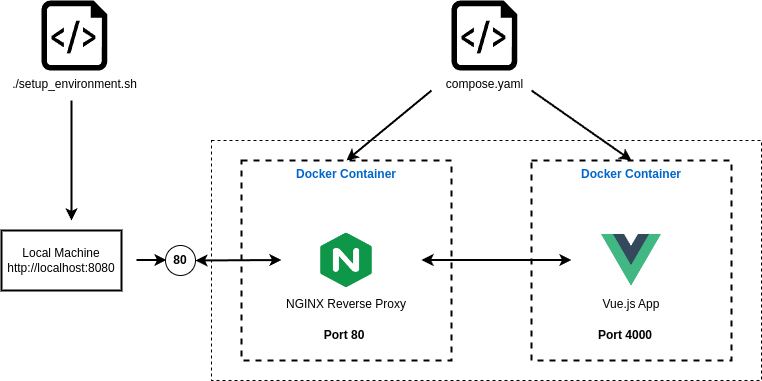 ./setup_environment.sh
compose.yaml
Docker Container
Docker Container
Local Machine
http://localhost:8080
80
NGINX Reverse Proxy
Vue.js App
Port 80
Port 4000